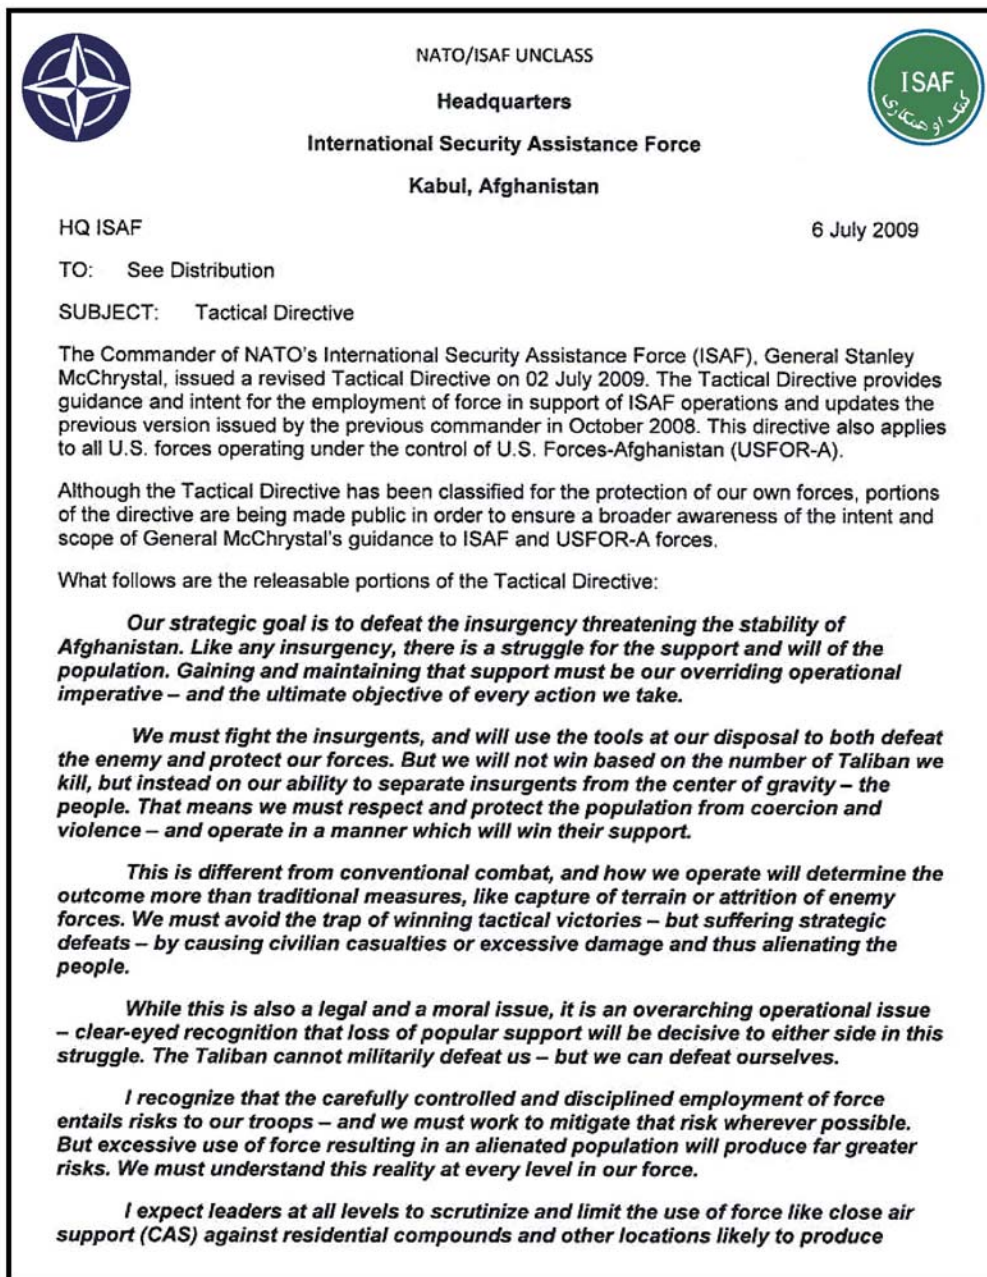 NATO/ISAF UNCLASS
Headquarters
International Security Assistance Force
Kabul, Afghanistan
ISAF
کمک او همکاری
HQ ISAF 6 July 2009
TO: See Distribution
SUBJECT: Tactical Directive
The Commander of NATO's International Security Assistance Force (ISAF), General Stanley
McChrystal, issued a revised Tactical Directive on 02 July 2009. The Tactical Directive provides
guidance and intent for the employment of force in support of ISAF operations and updates the
previous version issued by the previous commander in October 2008. This directive also applies
to all U.S. forces operating under the control of U.S. Forces-Afghanistan (USFOR-A).
Although the Tactical Directive has been classified for the protection of our own forces, portions
of the directive are being made public in order to ensure a broader awareness of the intent and
scope of General McChrystal's guidance to ISAF and USFOR-A forces.
What follows are the releasable portions of the Tactical Directive:
Our strategic goal is to defeat the insurgency threatening the stability of
Afghanistan. Like any insurgency, there is a struggle for the support and will of the
population. Gaining and maintaining that support must be our overriding operational
imperative – and the ultimate objective of every action we take.
We must fight the insurgents, and will use the tools at our disposal to both defeat
the enemy and protect our forces. But we will not win based on the number of Taliban we
kill, but instead on our ability to separate insurgents from the center of gravity – the
people. That means we must respect and protect the population from coercion and
violence – and operate in a manner which will win their support.
This is different from conventional combat, and how we operate will determine the
outcome more than traditional measures, like capture of terrain or attrition of enemy
forces. We must avoid the trap of winning tactical victories – but suffering strategic
defeats – by causing civilian casualties or excessive damage and thus alienating the
people.
While this is also a legal and a moral issue, it is an overarching operational issue
– clear-eyed recognition that loss of popular support will be decisive to either side in this
struggle. The Taliban cannot militarily defeat us – but we can defeat ourselves.
I recognize that the carefully controlled and disciplined employment of force
entails risks to our troops – and we must work to mitigate that risk wherever possible.
But excessive use of force resulting in an alienated population will produce far greater
risks. We must understand this reality at every level in our force.
I expect leaders at all levels to scrutinize and limit the use of force like close air
support (CAS) against residential compounds and other locations likely to produce